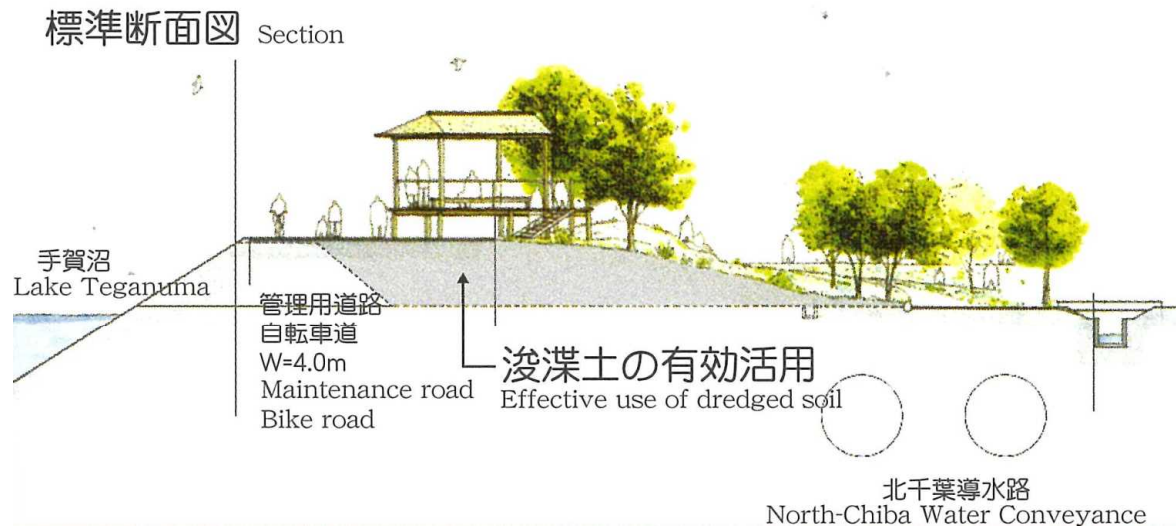 標準断面図 Section
手賀沼
Lake Teganuma
管理用道路
自転車道
W=4.0m
Maintenance road
Bike road
浚渫土の有効活用
Effective use of dredged soil
北千葉導水路
North-Chiba Water Conveyance